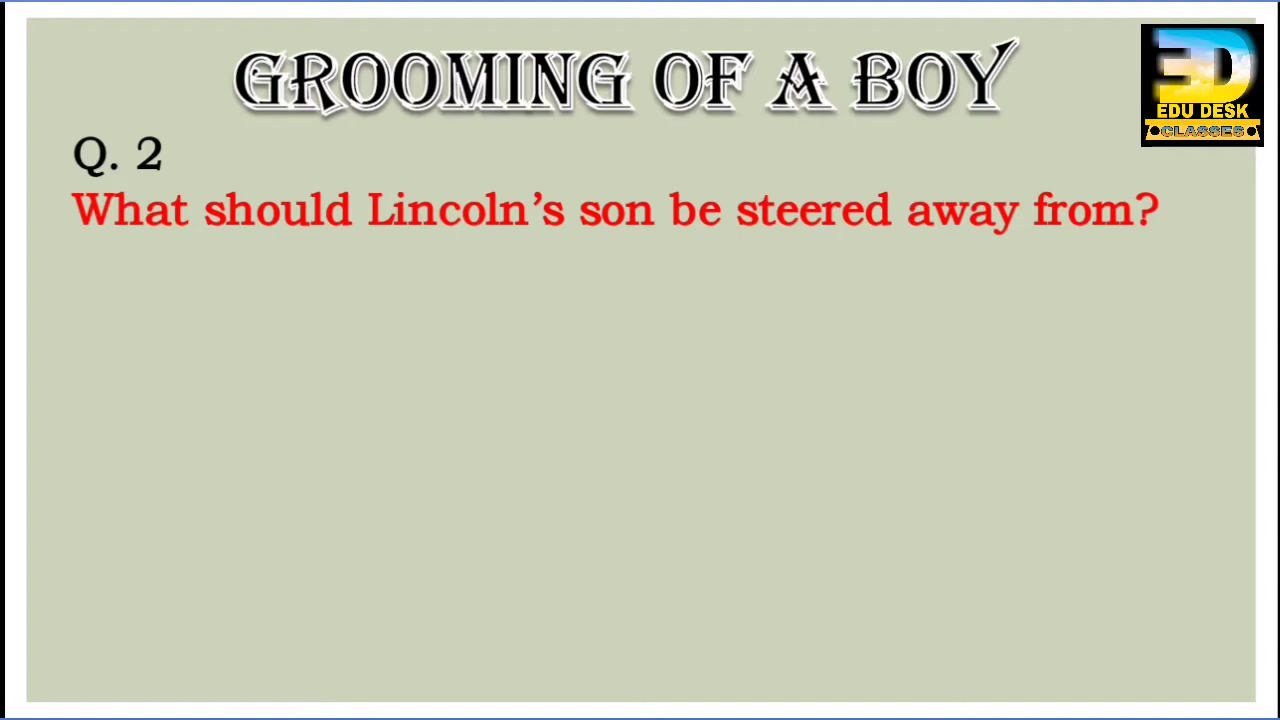 GROOMING OF A BOY
EDU DESK
CLASSES
Q. 2
What should Lincoln’s son be steered away from?